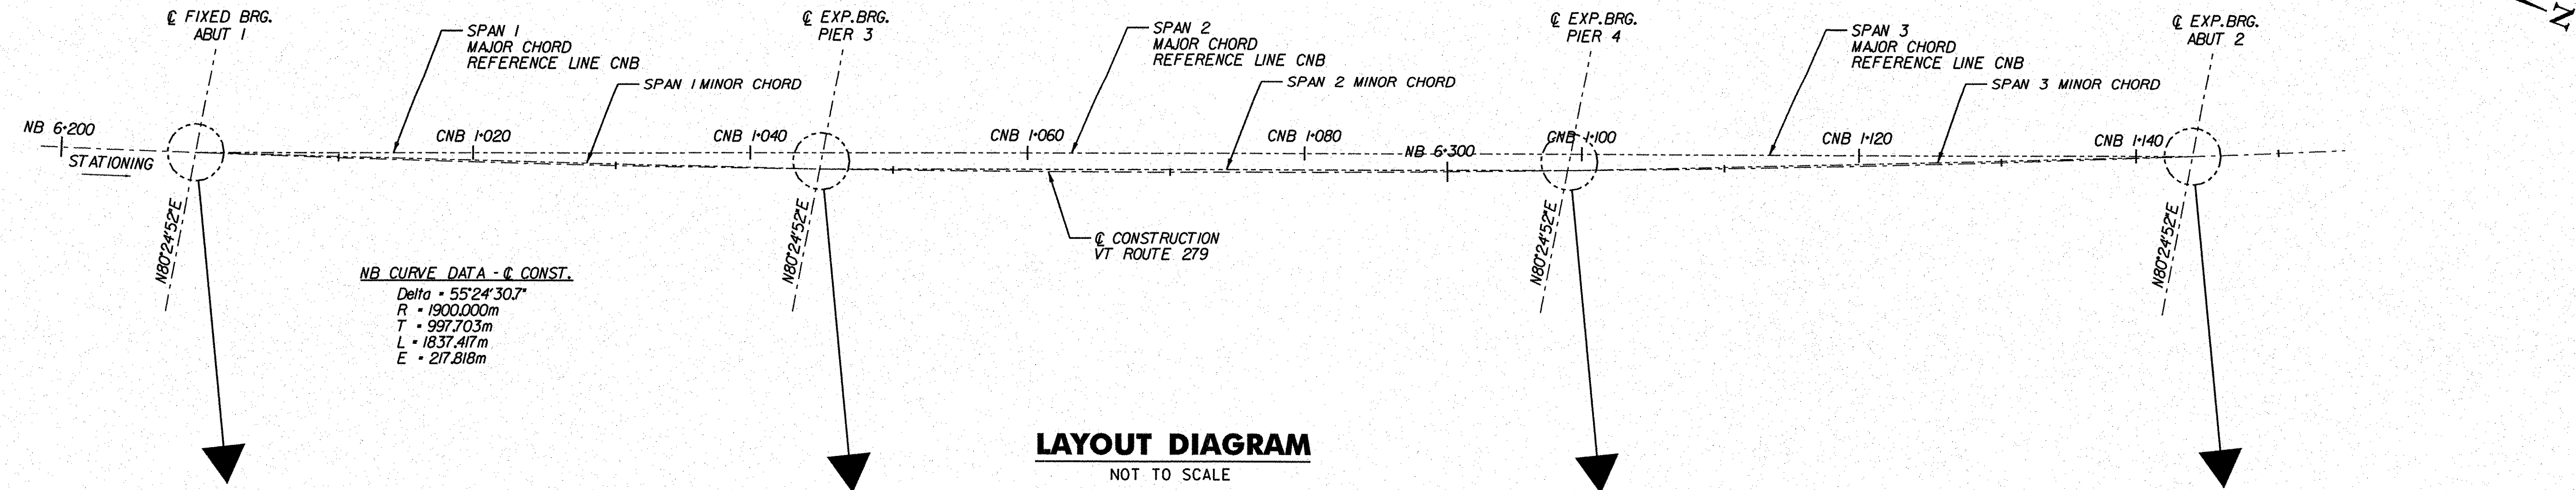 ℄ FIXED BRG.
ABUT 1
SPAN 1
MAJOR CHORD
REFERENCE LINE CNB
SPAN 1 MINOR CHORD
℄ EXP.BRG.
PIER 3
SPAN 2
MAJOR CHORD
REFERENCE LINE CNB
SPAN 2 MINOR CHORD
℄ EXP.BRG.
PIER 4
SPAN 3
MAJOR CHORD
REFERENCE LINE CNB
SPAN 3 MINOR CHORD
℄ EXP.BRG.
ABUT 2
N
NB 6+200
STATIONING
CNB 1+020
CNB 1+040
CNB 1+060
CNB 1+080
NB 6+300
CNB 1+100
CNB 1+120
CNB 1+140
N80°24'52"E
N80°24'52"E
N80°24'52"E
N80°24'52"E
℄ CONSTRUCTION
VT ROUTE 279
NB CURVE DATA - ℄ CONST.
Delta = 55°24'30.7"
R = 1900.000m
T = 997.703m
L = 1837.417m
E = 217.818m
LAYOUT DIAGRAM
NOT TO SCALE